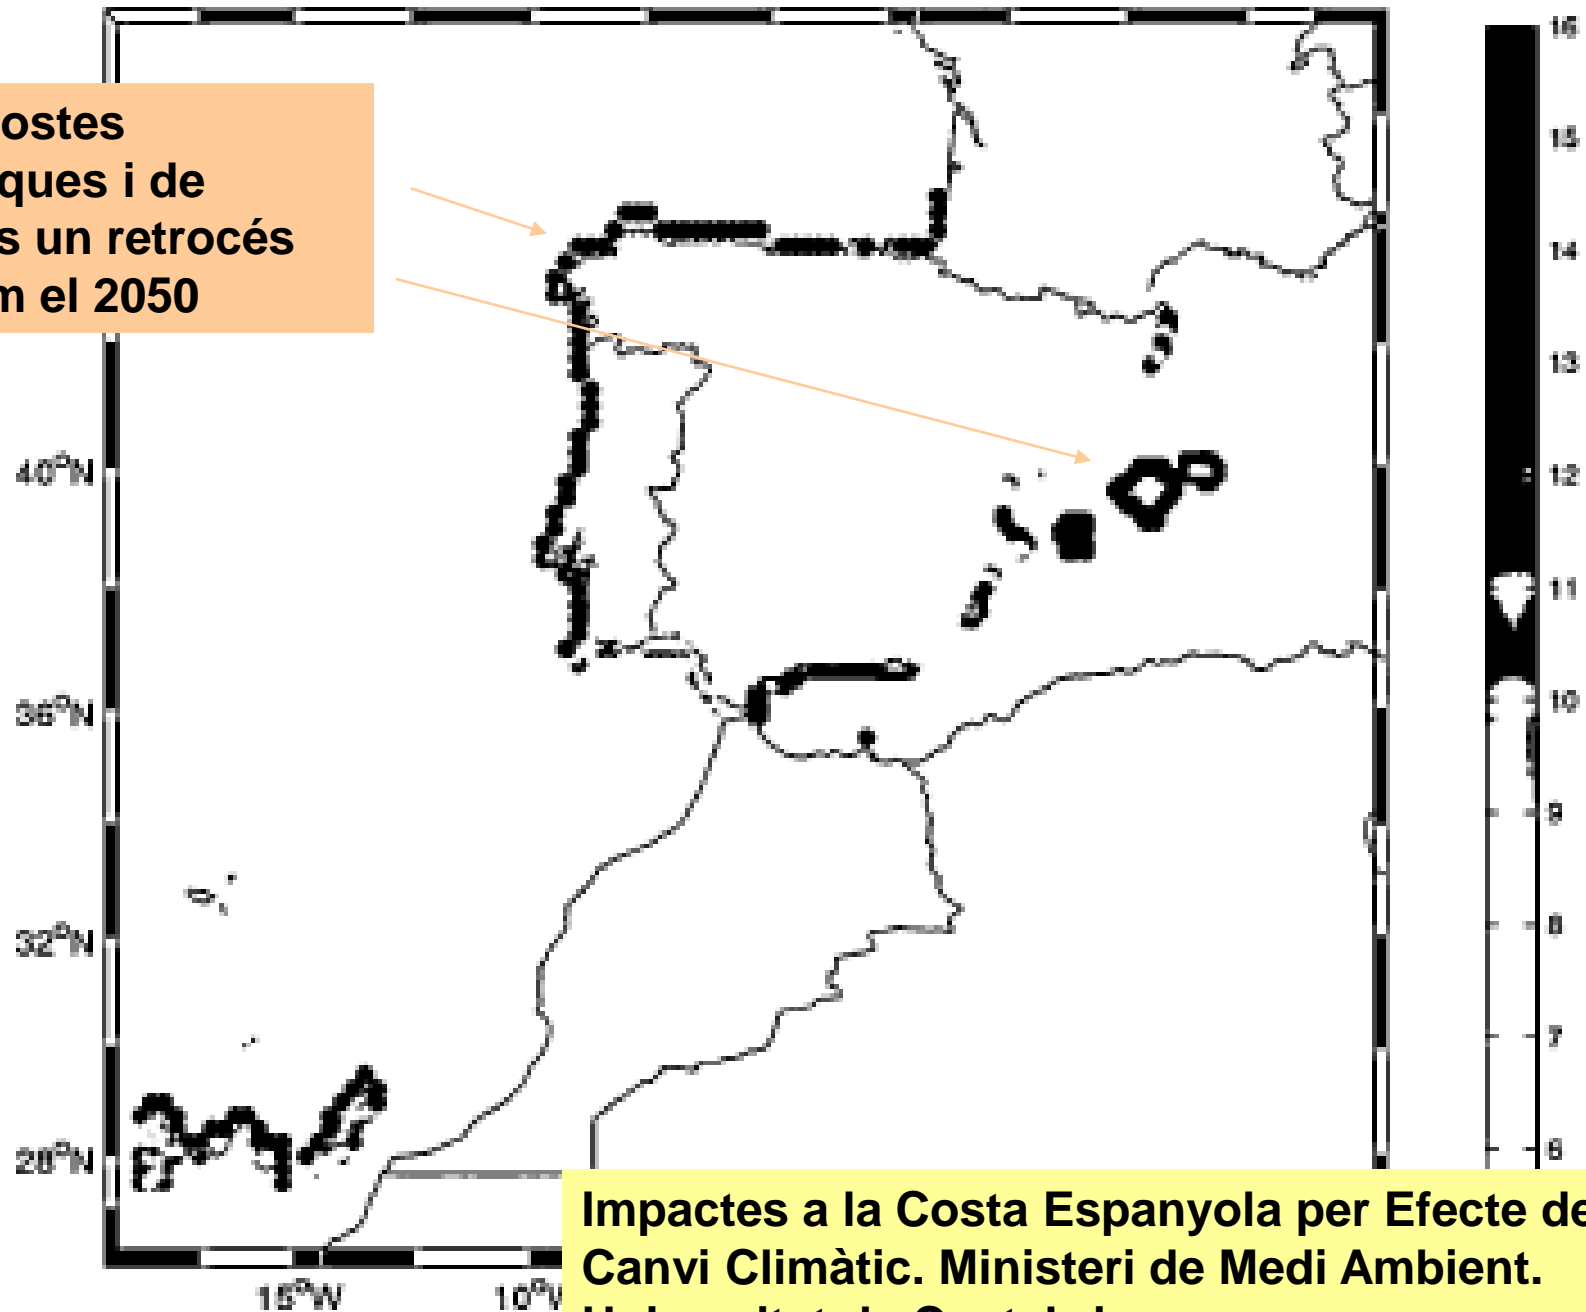 ostes
ques i de
s un retrocés
m el 2050
16
15
14
13
12
11
10
9
8
7
6
40°N
36°N
32°N
28°N
15°W
10°W
Impactes a la Costa Espanyola per Efecte de
Canvi Climàtic. Ministeri de Medi Ambient.